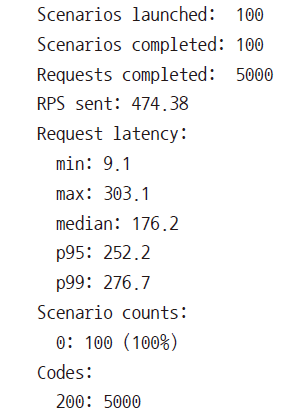 Scenarios launched:  100
Scenarios completed: 100
Requests completed:  5000
RPS sent: 474.38
Request latency:
  min: 9.1
  max: 303.1
  median: 176.2
  p95: 252.2
  p99: 276.7
Scenario counts:
  0: 100 (100%)
Codes:
  200: 5000